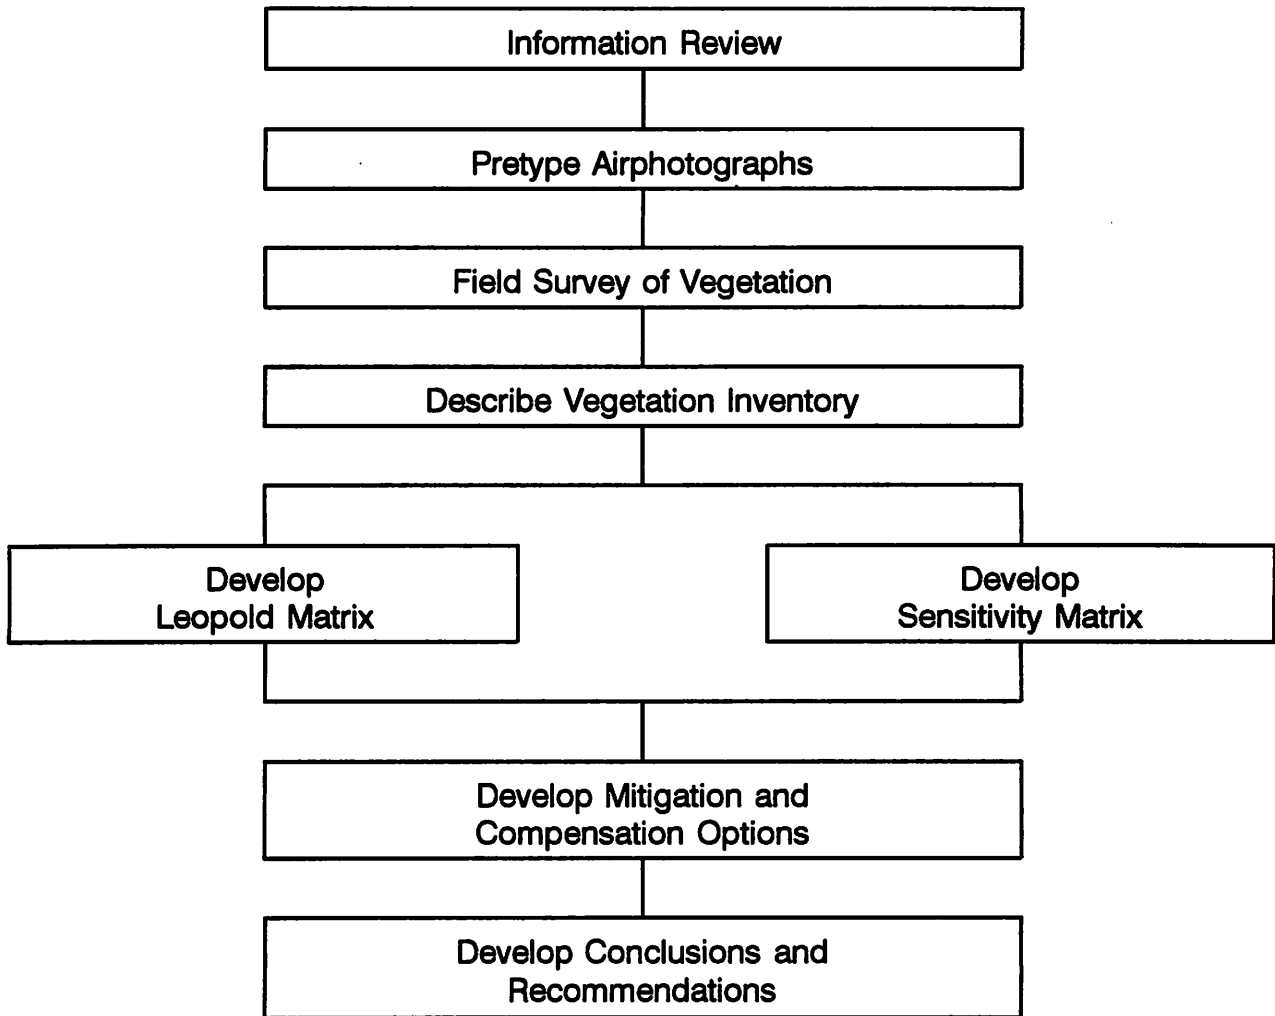 Information Review
Pretype Airphotographs
Field Survey of Vegetation
Describe Vegetation Inventory
Develop
Leopold Matrix
Develop
Sensitivity Matrix
Develop Mitigation and
Compensation Options
Develop Conclusions and
Recommendations